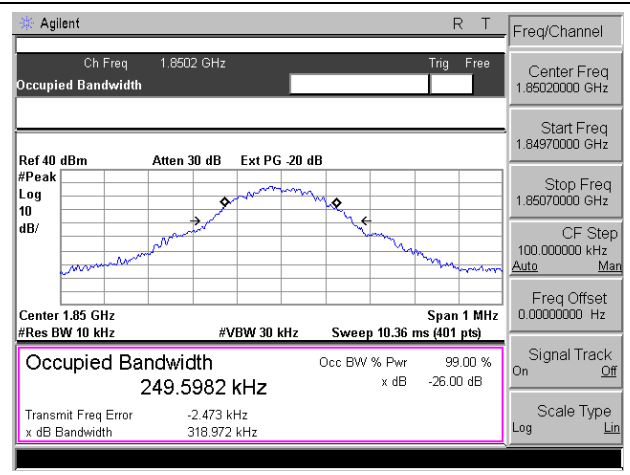 Agilent
R T
Ch Freq 1.8502 GHz Trig Free
Occupied Bandwidth
Ref 40 dBm Atten 30 dB Ext PG -20 dB
#Peak
Log
10
dB/
Center 1.85 GHz Span 1 MHz
#Res BW 10 kHz #VBW 30 kHz Sweep 10.36 ms (401 pts)
Occupied Bandwidth
249.5982 kHz
Occ BW % Pwr 99.00 %
x dB -26.00 dB
Transmit Freq Error -2.473 kHz
x dB Bandwidth 318.972 kHz
Freq/Channel
Center Freq
1.85020000 GHz
Start Freq
1.84970000 GHz
Stop Freq
1.85070000 GHz
CF Step
100.000000 kHz
Auto Man
Freq Offset
0.00000000 Hz
Signal Track
On Off
Scale Type
Log Lin